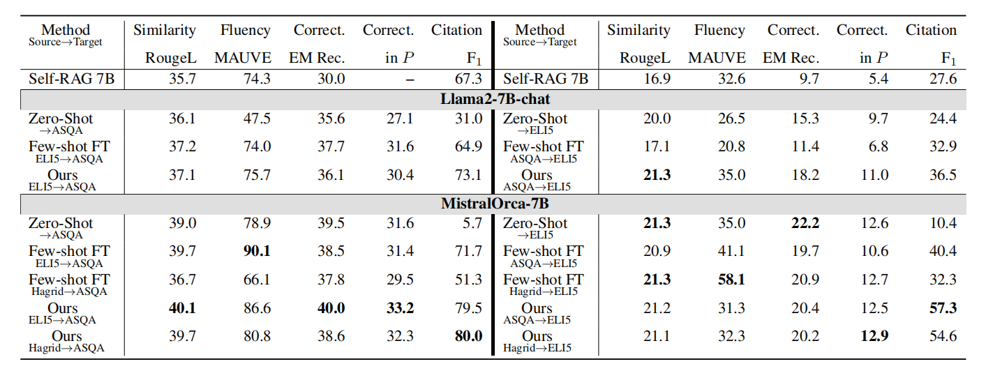 Method Similarity Fluency Correct. Correct. Citation Method Similarity Fluency Correct. Correct. Citation
Source→Target Source→Target
RougeL MAUVE EM Rec. in P F1 RougeL MAUVE EM Rec. in P F1
Self-RAG 7B 35.7 74.3 30.0 – 67.3 Self-RAG 7B 16.9 32.6 9.7 5.4 27.6
Llama2-7B-chat
Zero-Shot 36.1 47.5 35.6 27.1 31.0 Zero-Shot 20.0 26.5 15.3 9.7 24.4
→ASQA →ELI5
Few-shot FT 37.2 74.0 37.7 31.6 64.9 Few-shot FT 17.1 20.8 11.4 6.8 32.9
ELI5→ASQA ASQA→ELI5
Ours 37.1 75.7 36.1 30.4 73.1 Ours 21.3 35.0 18.2 11.0 36.5
ELI5→ASQA ASQA→ELI5
MistralOrca-7B
Zero-Shot 39.0 78.9 39.5 31.6 5.7 Zero-Shot 21.3 35.0 22.2 12.6 10.4
→ASQA →ELI5
Few-shot FT 39.7 90.1 38.5 31.4 71.7 Few-shot FT 20.9 41.1 19.7 10.6 40.4
ELI5→ASQA ASQA→ELI5
Few-shot FT 36.7 66.1 37.8 29.5 51.3 Few-shot FT 21.3 58.1 20.9 12.7 32.3
Hagrid→ASQA Hagrid→ELI5
Ours 40.1 86.6 40.0 33.2 79.5 Ours 21.2 31.3 20.4 12.5 57.3
ELI5→ASQA ASQA→ELI5
Ours 39.7 80.8 38.6 32.3 80.0 Ours 21.1 32.3 20.2 12.9 54.6
Hagrid→ASQA Hagrid→ELI5